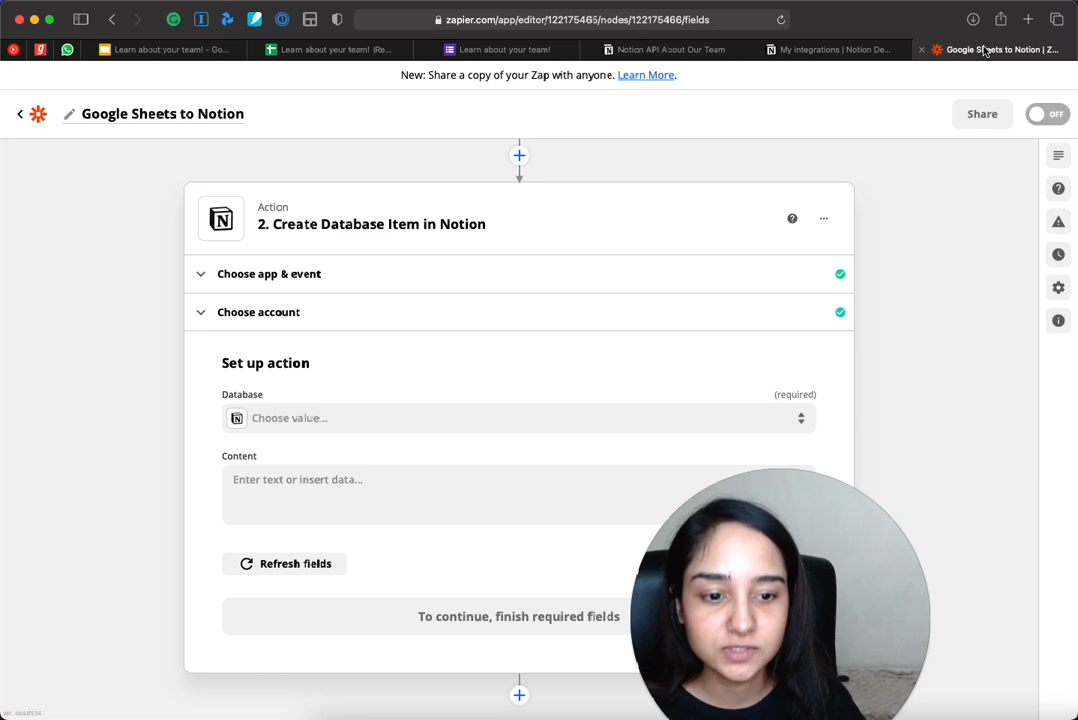 zapier.com/app/editor/122175465/nodes/122175466/fields
Learn about your team! - Go...
Learn about your team! (Re...
Learn about your team!
Notion API About Our Team
My integrations | Notion De...
Google Sheets to Notion | Z...
New: Share a copy of your Zap with anyone. Learn More.
Google Sheets to Notion
Share
OFF
Action
2. Create Database Item in Notion
Choose app & event
Choose account
Set up action
Database
(required)
Choose value...
Content
Enter text or insert data...
Refresh fields
To continue, finish required fields
ver. 4d44f534